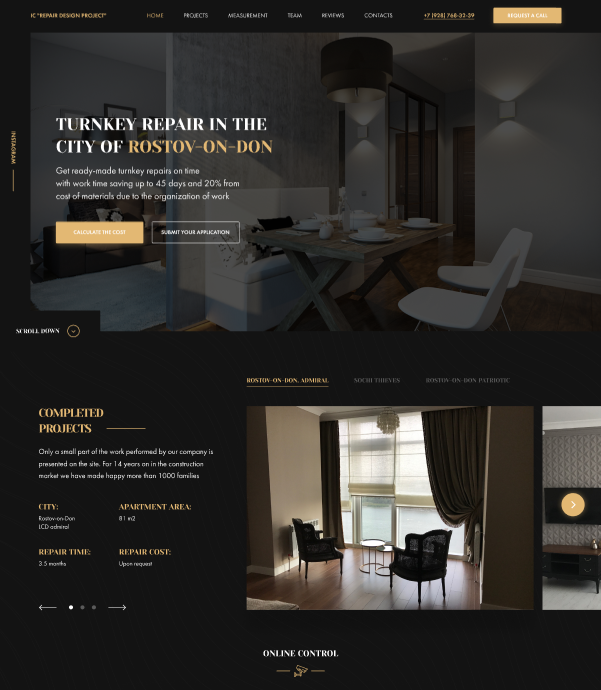 IC "REPAIR DESIGN PROJECT"
HOME
PROJECTS
MEASUREMENT
TEAM
REVIEWS
CONTACTS
+7 (928) 768-32-39
REQUEST A CALL
INSTAGRAM
TURNKEY REPAIR IN THE
CITY OF ROSTOV-ON-DON
Get ready-made turnkey repairs on time
with work time saving up to 45 days and 20% from
cost of materials due to the organization of work
CALCULATE THE COST
SUBMIT YOUR APPLICATION
SCROLL DOWN
ROSTOV-ON-DON, ADMIRAL
SOCHI THIEVES
ROSTOV-ON-DON PATRIOTIC
COMPLETED
PROJECTS
Only a small part of the work performed by our company is
presented on the site. For 14 years on in the construction
market we have made happy more than 1000 families
CITY:
Rostov-on-Don
LCD admiral
APARTMENT AREA:
81 m2
REPAIR TIME:
3.5 months
REPAIR COST:
Upon request
ONLINE CONTROL